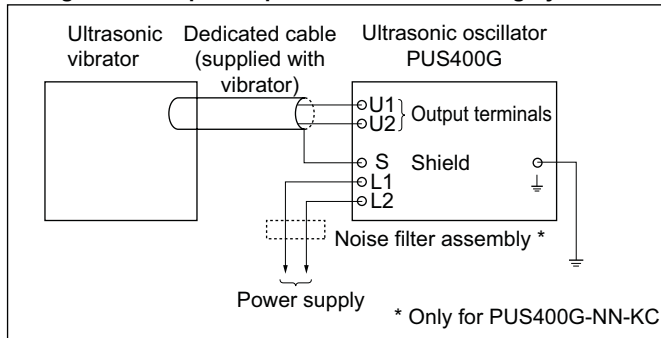 Ultrasonic vibrator
Dedicated cable (supplied with vibrator)
Ultrasonic oscillator PUS400G
U1
U2
Output terminals
S Shield
L1
L2
Noise filter assembly *
Power supply
* Only for PUS400G-NN-KC